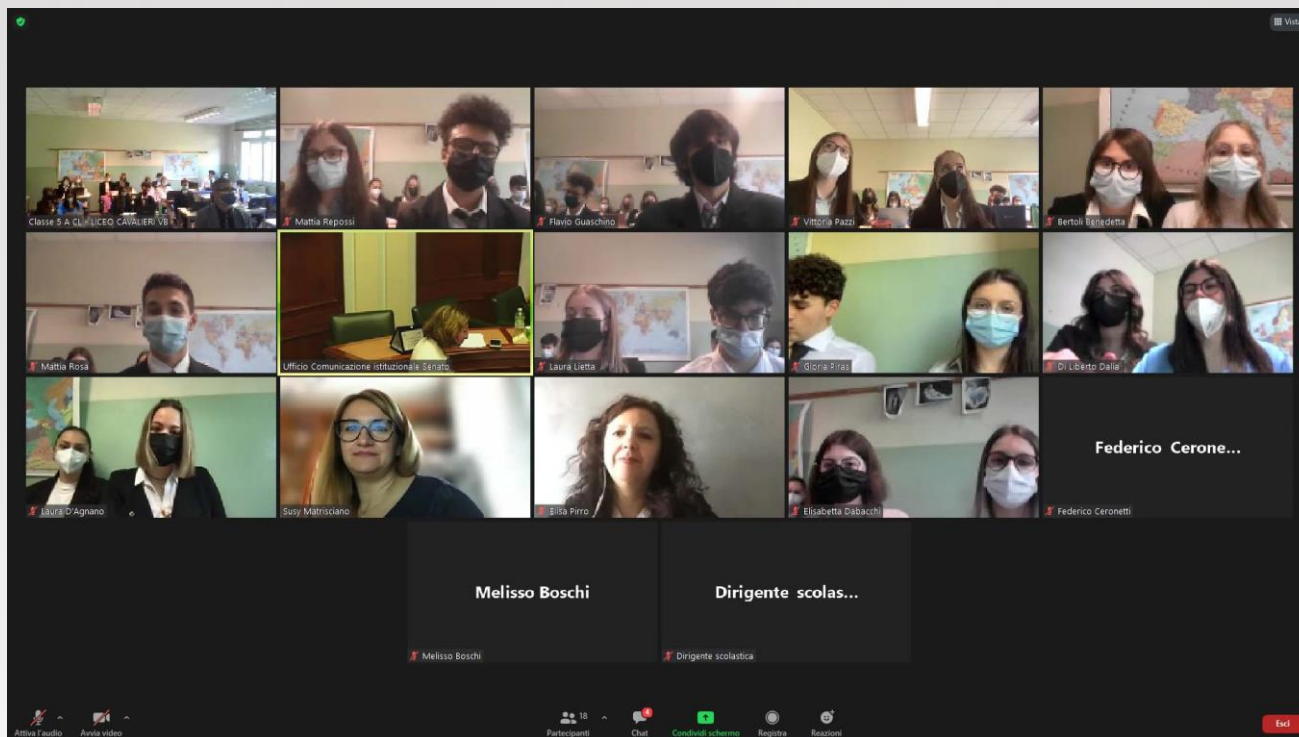 Vista
Classe 5 A CL - LICEO CAVALIERI VB
Mattia Repossi
Flavio Guaschino
Vittoria Pazzi
Bertoli Benedetta
Mattia Rosa
Ufficio Comunicazione istituzionale Senato
Laura Lietta
Gloria Piras
Di Liberto Dalia
Laura D'Agnano
Susy Matrisciano
Elisa Pirro
Elisabetta Dabacchi
Federico Cerone...
Federico Ceronetti
Melisso Boschi
Melisso Boschi
Dirigente scolas...
Dirigente scolastica
Attiva l'audio
Avvia video
18
Partecipanti
4
Chat
Condividi schermo
Registra
Reazioni
Esci